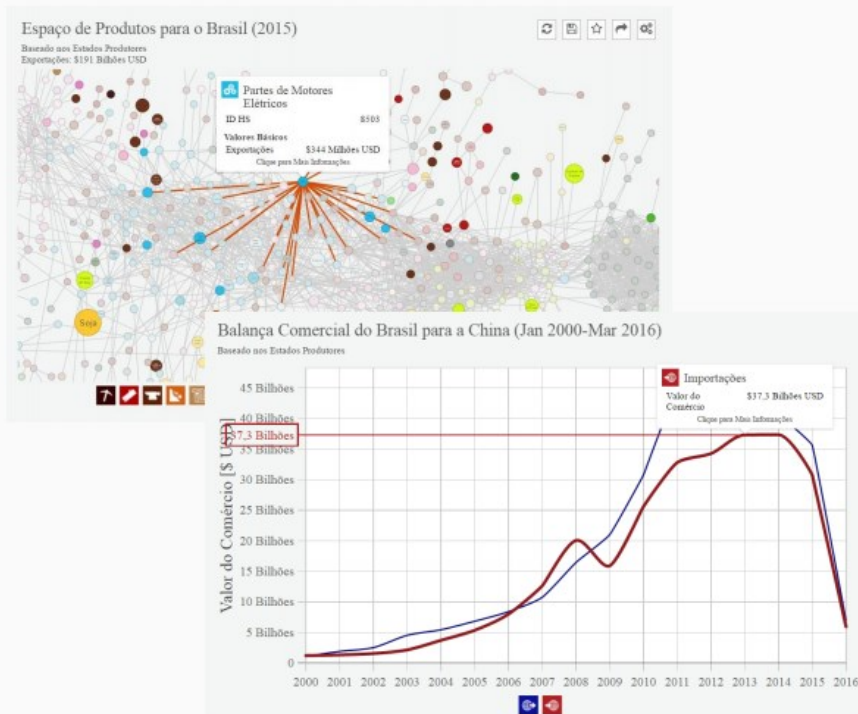 Espaço de Produtos para o Brasil (2015)
Baseado nos Estados Produtores
Exportações: $191 Bilhões USD
Partes de Motores
Elétricos
ID HS 8503
Valores Básicos
Exportações $344 Milhões USD
Clique para Mais Informações
Soja
Balança Comercial do Brasil para a China (Jan 2000-Mar 2016)
Baseado nos Estados Produtores
Importações
Valor do $37,3 Bilhões USD
Comércio
Clique para Mais Informações
Valor do Comércio [$ USD]
45 Bilhões
40 Bilhões
37,3 Bilhões
35 Bilhões
30 Bilhões
25 Bilhões
20 Bilhões
15 Bilhões
10 Bilhões
5 Bilhões
0
2000 2001 2002 2003 2004 2005 2006 2007 2008 2009 2010 2011 2012 2013 2014 2015 2016